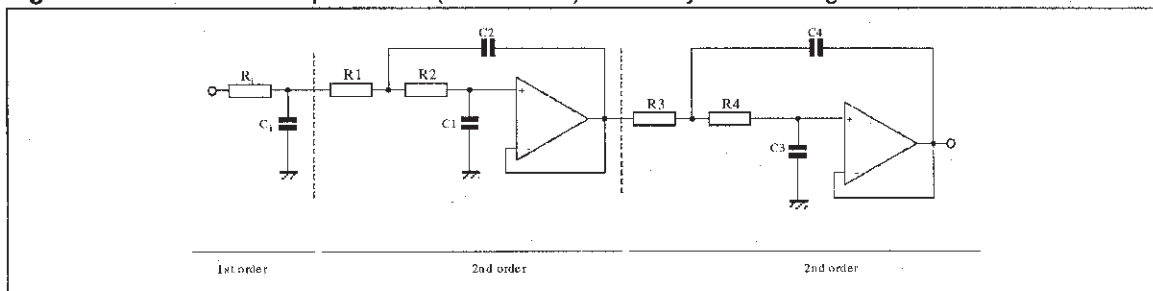 C2
C4
Ri
R1
R2
R3
R4
+
+
Ci
C1
C3
-
-
1st order
2nd order
2nd order